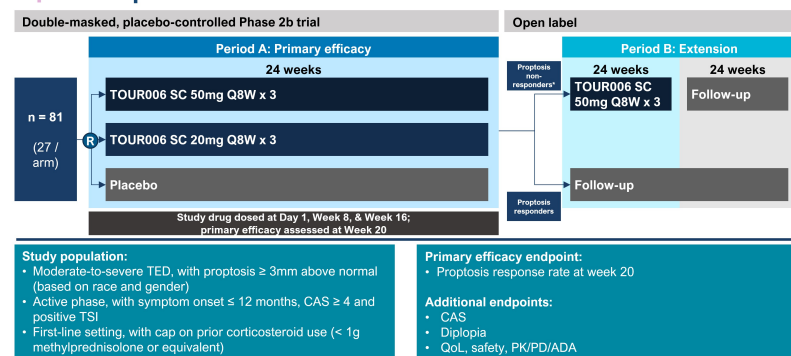 Double-masked, placebo-controlled Phase 2b trial
Open label
Period A: Primary efficacy
24 weeks
n = 81
(27 /
arm)
R
TOUR006 SC 50mg Q8W x 3
TOUR006 SC 20mg Q8W x 3
Placebo
Study drug dosed at Day 1, Week 8, & Week 16;
primary efficacy assessed at Week 20
Proptosis
non-
responders*
Proptosis
responders
Period B: Extension
24 weeks
24 weeks
TOUR006 SC
50mg Q8W x 3
Follow-up
Follow-up
Study population:
• Moderate-to-severe TED, with proptosis ≥ 3mm above normal
(based on race and gender)
• Active phase, with symptom onset ≤ 12 months, CAS ≥ 4 and
positive TSI
• First-line setting, with cap on prior corticosteroid use (< 1g
methylprednisolone or equivalent)
Primary efficacy endpoint:
• Proptosis response rate at week 20
Additional endpoints:
• CAS
• Diplopia
• QoL, safety, PK/PD/ADA